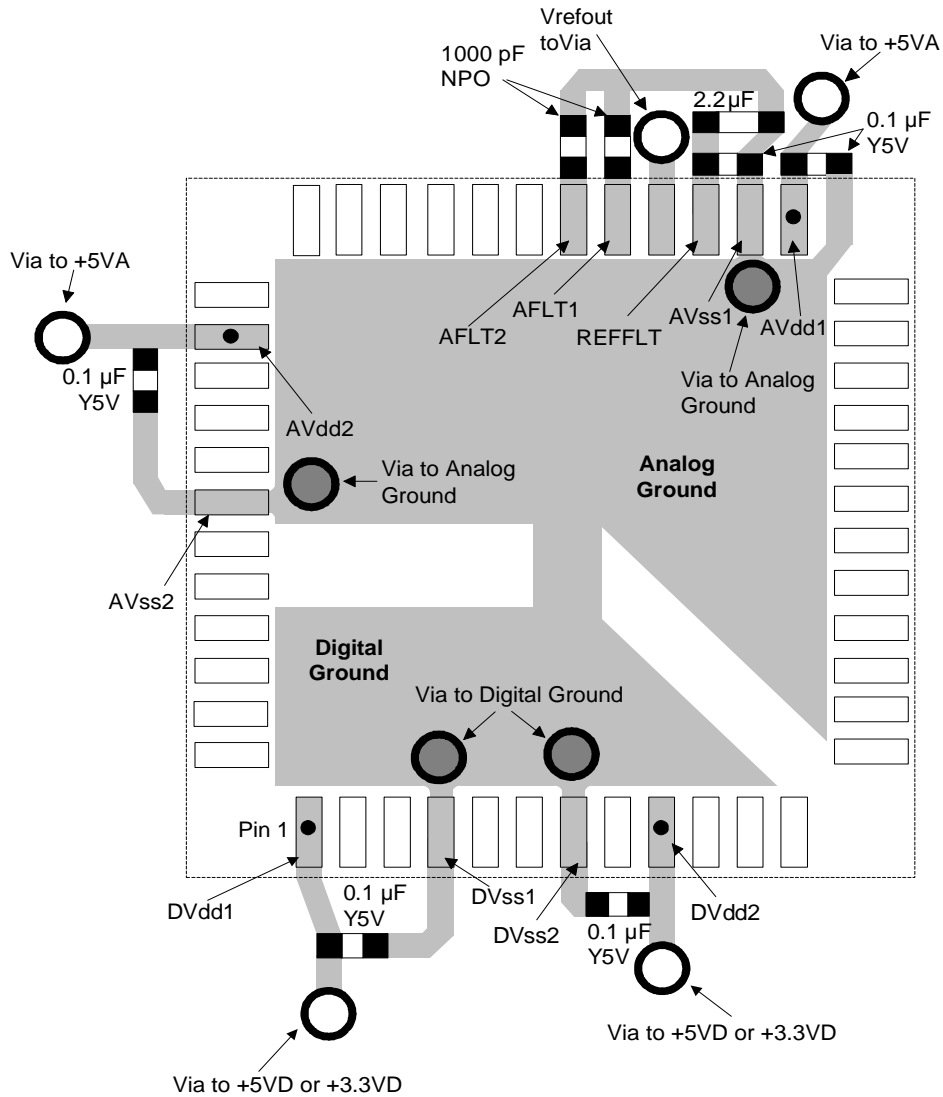 Vrefout
toVia
Via to +5VA
1000 pF
NPO
2.2 µF
0.1 µF
Y5V
Via to +5VA
AFLT2
AFLT1
REFFLT
AVss1
AVdd1
0.1 µF
Y5V
Via to Analog
Ground
AVdd2
Via to Analog
Ground
Analog
Ground
AVss2
Digital
Ground
Via to Digital Ground
Pin 1
DVdd1
0.1 µF
Y5V
DVss1
DVss2
0.1 µF
Y5V
DVdd2
Via to +5VD or +3.3VD
Via to +5VD or +3.3VD